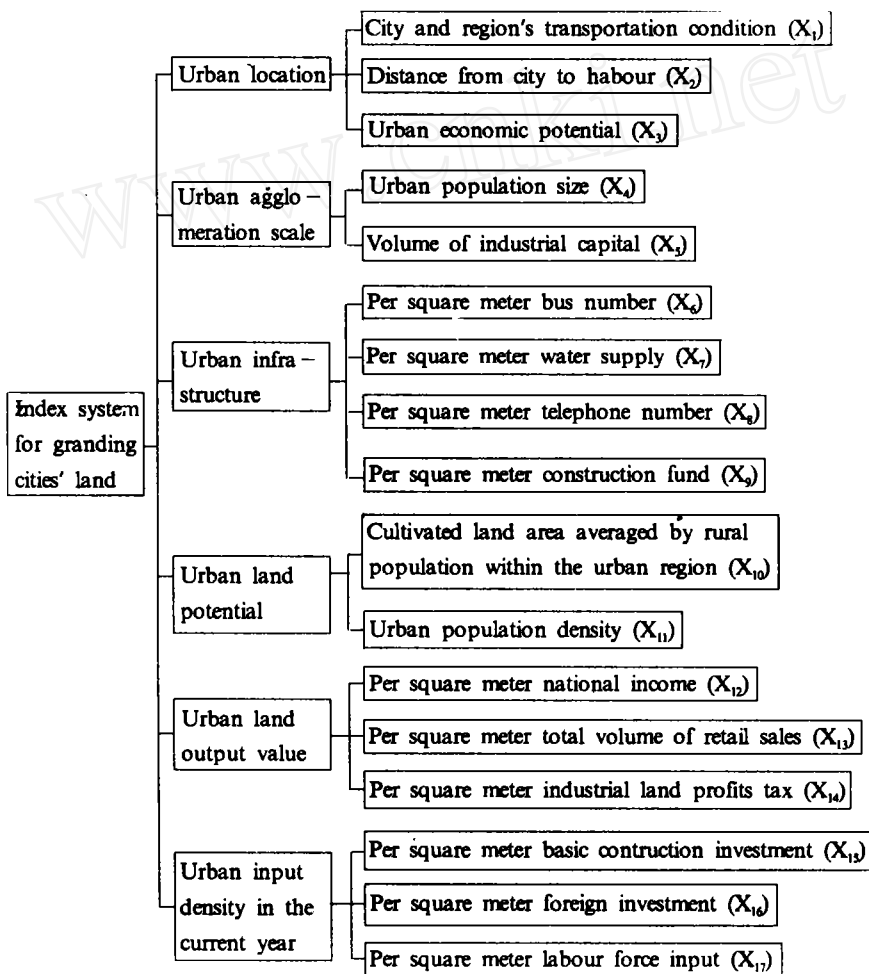 Index system
for granding
cities' land
Urban location
City and region's transportation condition (X₁)
Distance from city to habour (X₂)
Urban economic potential (X₃)
Urban agglo-
meration scale
Urban population size (X₄)
Volume of industrial capital (X₅)
Urban infra-
structure
Per square meter bus number (X₆)
Per square meter water supply (X₇)
Per square meter telephone number (X₈)
Per square meter construction fund (X₉)
Urban land
potential
Cultivated land area averaged by rural
population within the urban region (X₁₀)
Urban population density (X₁₁)
Urban land
output value
Per square meter national income (X₁₂)
Per square meter total volume of retail sales (X₁₃)
Per square meter industrial land profits tax (X₁₄)
Urban input
density in the
current year
Per square meter basic contruction investment (X₁₅)
Per square meter foreign investment (X₁₆)
Per square meter labour force input (X₁₇)
www.cnki.net